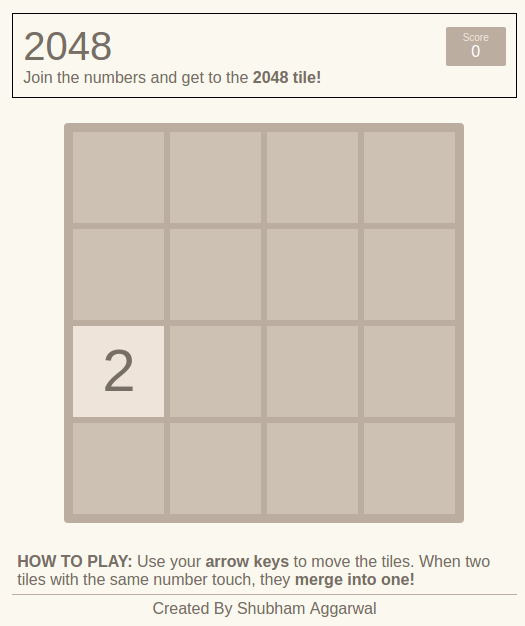 2048
Score
0
Join the numbers and get to the 2048 tile!
2
HOW TO PLAY: Use your arrow keys to move the tiles. When two
tiles with the same number touch, they merge into one!
Created By Shubham Aggarwal